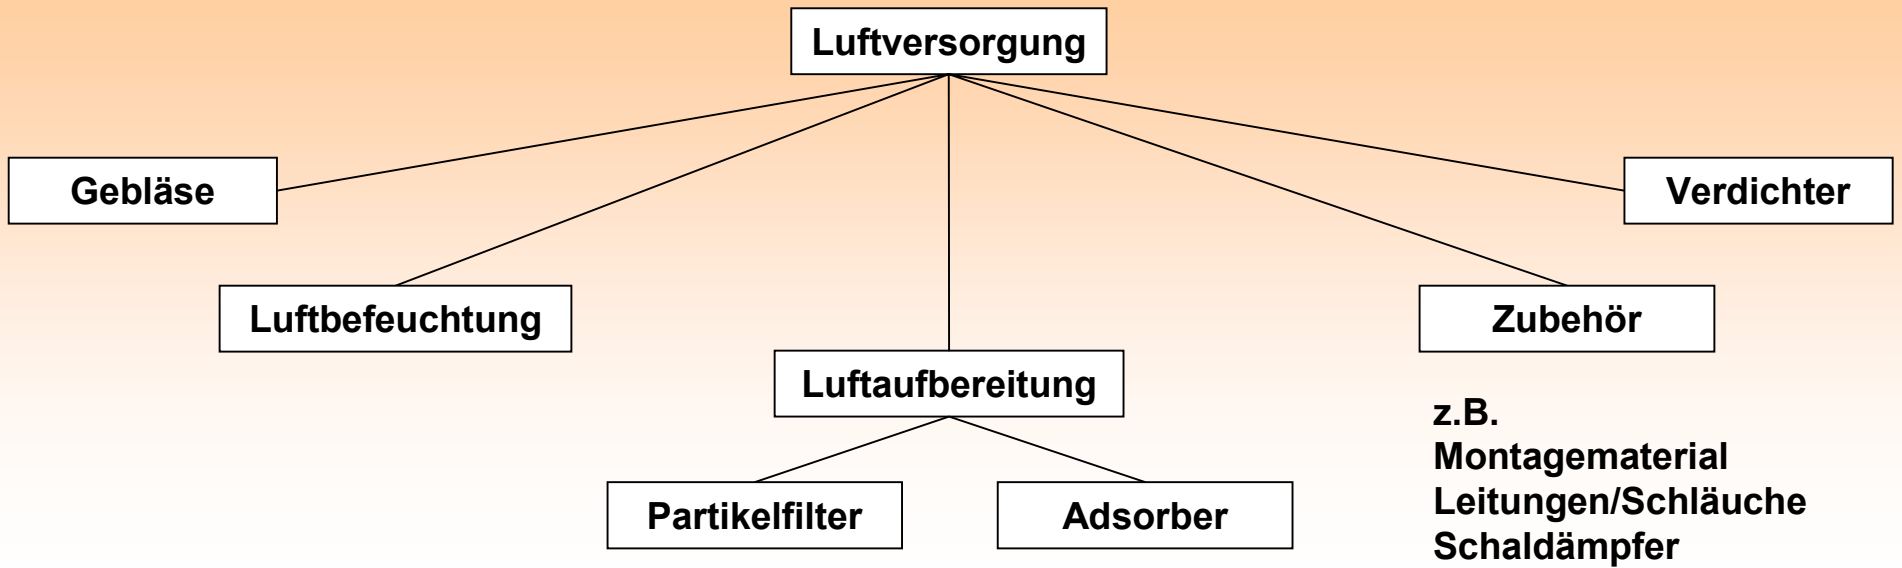 Luftversorgung
Gebläse
Verdichter
Luftbefeuchtung
Zubehör
Luftaufbereitung
z.B.
Montagematerial
Leitungen/Schläuche
Schaldämpfer
Partikelfilter
Adsorber